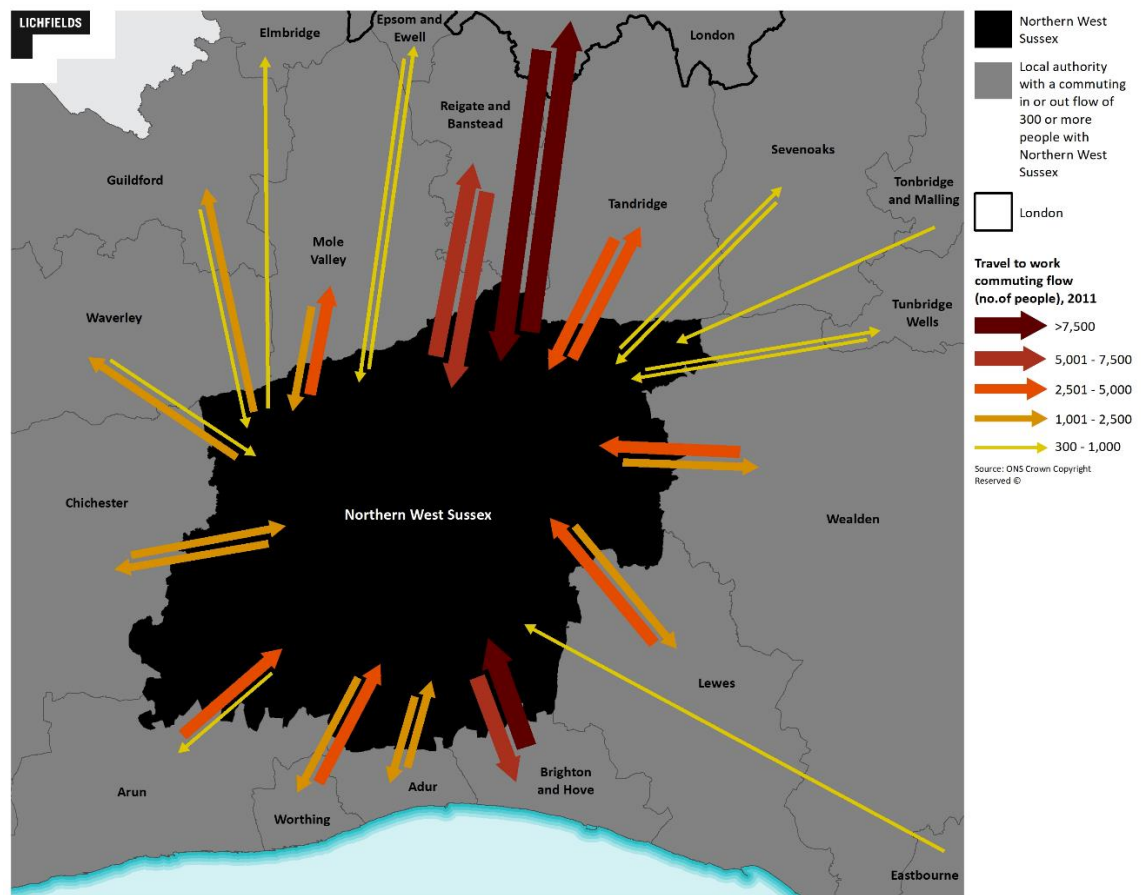 LICHFIELDS
Elmbridge
Epsom and
Ewell
London
Reigate and
Banstead
Sevenoaks
Guildford
Tonbridge
and Malling
Tandridge
Mole
Valley
Waverley
Tunbridge
Wells
Chichester
Northern West Sussex
Wealden
Lewes
Arun
Worthing
Adur
Brighton
and Hove
Eastbourne
Northern West
Sussex
Local authority
with a commuting
in or out flow of
300 or more
people with
Northern West
Sussex
London
Travel to work
commuting flow
(no.of people), 2011
>7,500
5,001 - 7,500
2,501 - 5,000
1,001 - 2,500
300 - 1,000
Source: ONS Crown Copyright
Reserved ©